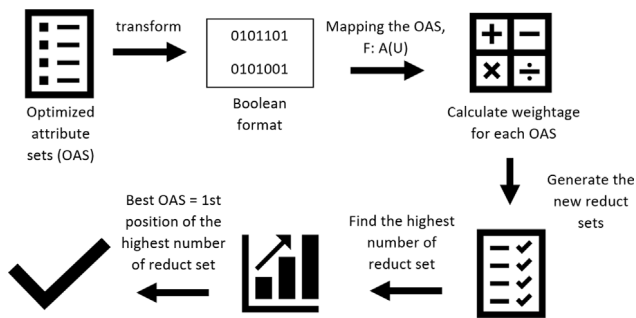 transform
0101101
0101001
Mapping the OAS,
F: A(U)
Optimized
attribute
sets (OAS)
Boolean
format
Calculate weightage
for each OAS
Generate the
new reduct
sets
Find the highest
number of
reduct set
Best OAS = 1st
position of the
highest number
of reduct set